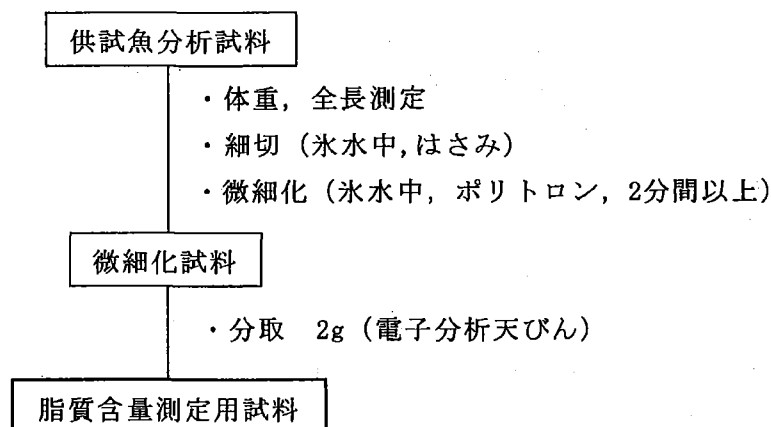 供試魚分析試料
・体重，全長測定
・細切（氷水中，はさみ）
・微細化（氷水中，ポリトロン，2分間以上）
微細化試料
・分取　2g（電子分析天びん）
脂質含量測定用試料